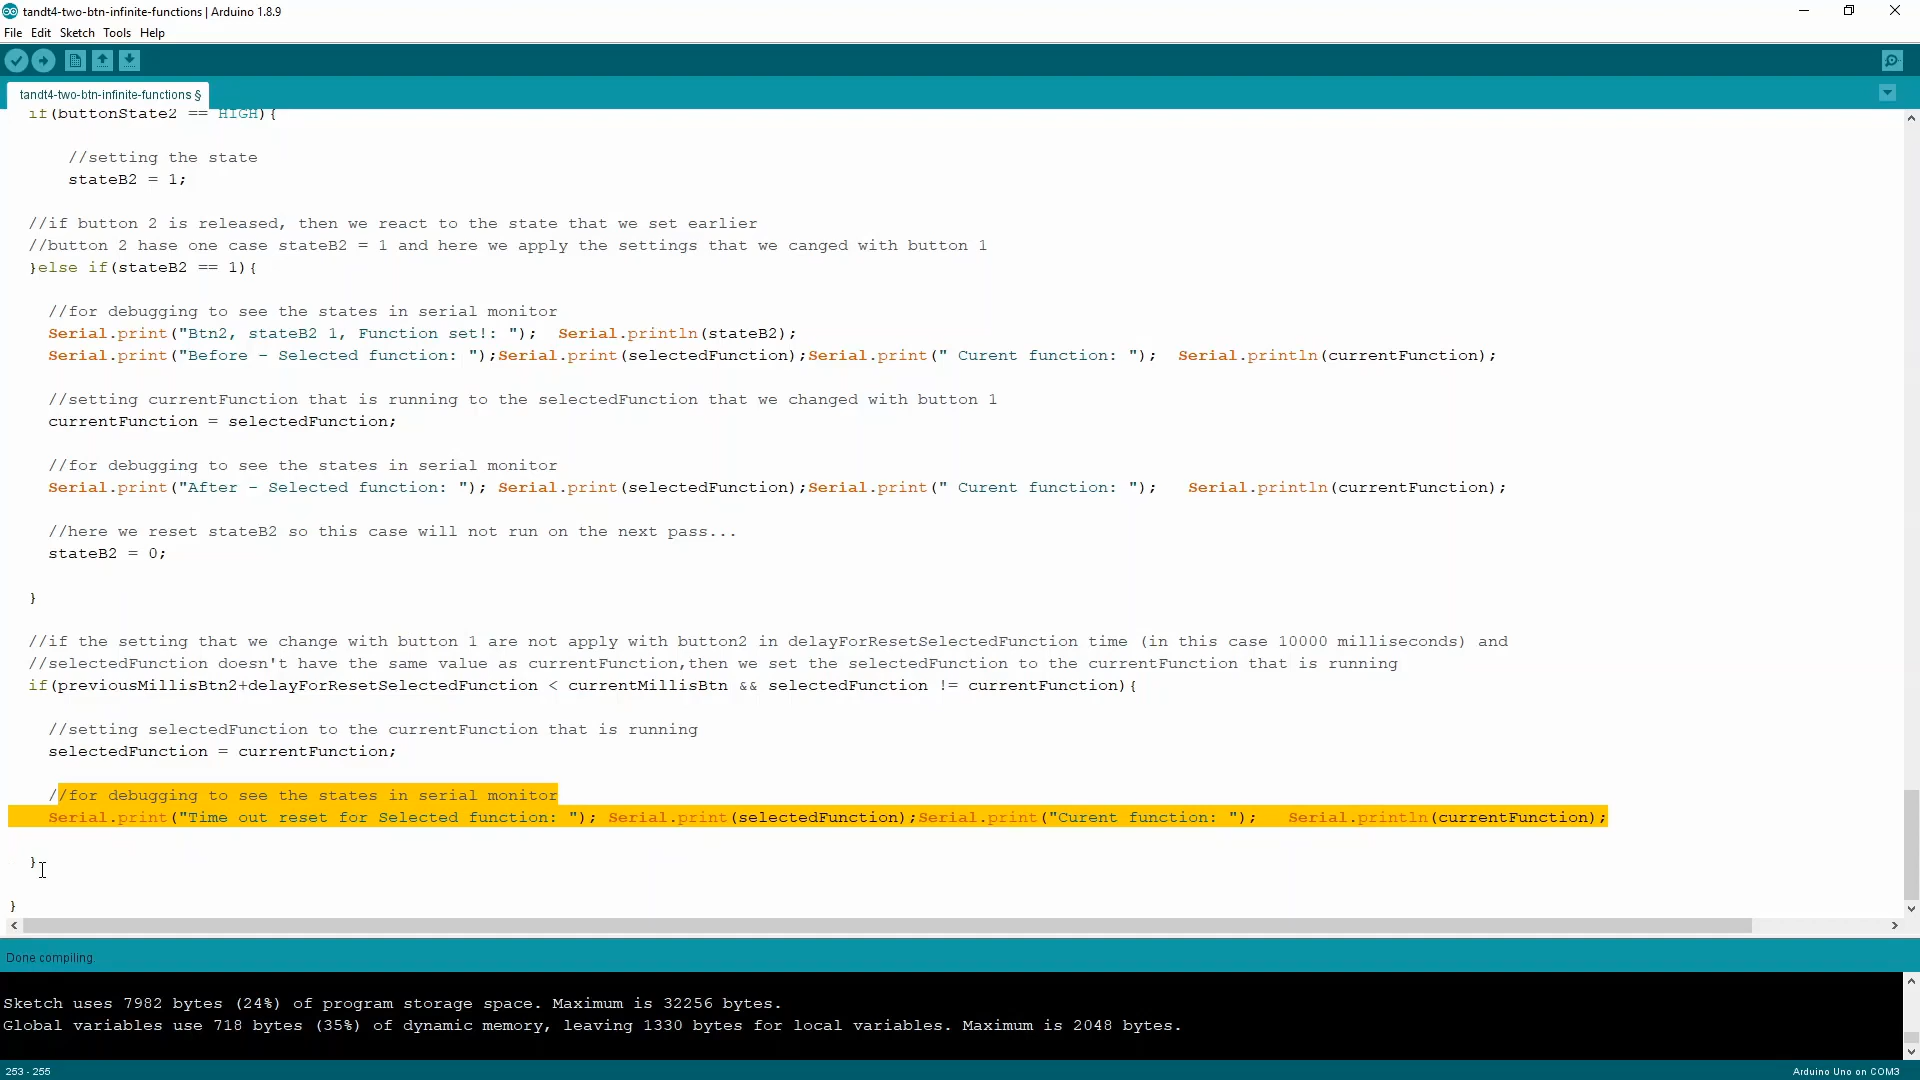 tandt4-two-btn-infinite-functions | Arduino 1.8.9
File Edit Sketch Tools Help
tandt4-two-btn-infinite-functions §
if(buttonState2 == HIGH){
//setting the state
stateB2 = 1;
//if button 2 is released, then we react to the state that we set earlier
//button 2 hase one case stateB2 = 1 and here we apply the settings that we canged with button 1
}else if(stateB2 == 1){
//for debugging to see the states in serial monitor
Serial.print("Btn2, stateB2 1, Function set!: ");  Serial.println(stateB2);
Serial.print("Before - Selected function: ");Serial.print(selectedFunction);Serial.print(" Curent function: ");  Serial.println(currentFunction);
//setting currentFunction that is running to the selectedFunction that we changed with button 1
currentFunction = selectedFunction;
//for debugging to see the states in serial monitor
Serial.print("After - Selected function: "); Serial.print(selectedFunction);Serial.print(" Curent function: ");   Serial.println(currentFunction);
//here we reset stateB2 so this case will not run on the next pass...
stateB2 = 0;
}
//if the setting that we change with button 1 are not apply with button2 in delayForResetSelectedFunction time (in this case 10000 milliseconds) and
//selectedFunction doesn't have the same value as currentFunction,then we set the selectedFunction to the currentFunction that is running
if(previousMillisBtn2+delayForResetSelectedFunction < currentMillisBtn && selectedFunction != currentFunction){
//setting selectedFunction to the currentFunction that is running
selectedFunction = currentFunction;
//for debugging to see the states in serial monitor
Serial.print("Time out reset for Selected function: "); Serial.print(selectedFunction);Serial.print("Curent function: ");   Serial.println(currentFunction);
}
}
Done compiling.
Sketch uses 7982 bytes (24%) of program storage space. Maximum is 32256 bytes.
Global variables use 718 bytes (35%) of dynamic memory, leaving 1330 bytes for local variables. Maximum is 2048 bytes.
253 - 255
Arduino Uno on COM3